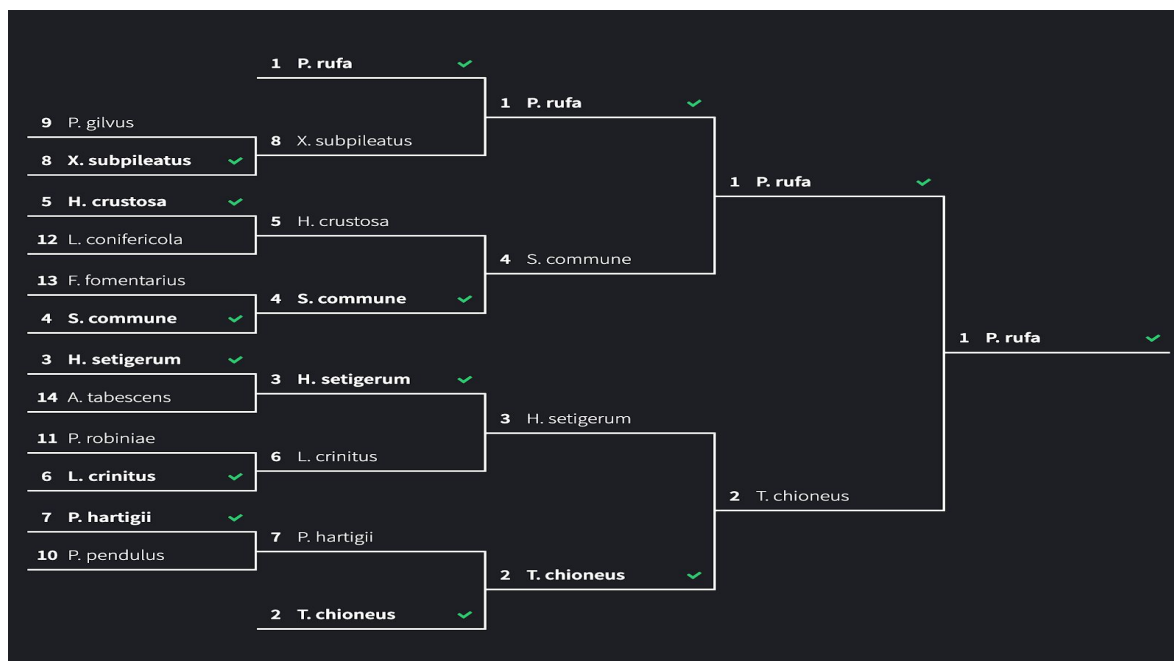 9 P. gilvus
8 X. subpileatus
5 H. crustosa
12 L. conifericola
13 F. fomentarius
4 S. commune
3 H. setigerum
14 A. tabescens
11 P. robiniae
6 L. crinitus
7 P. hartigii
10 P. pendulus
1 P. rufa
8 X. subpileatus
5 H. crustosa
4 S. commune
3 H. setigerum
6 L. crinitus
7 P. hartigii
2 T. chioneus
1 P. rufa
4 S. commune
3 H. setigerum
2 T. chioneus
1 P. rufa
2 T. chioneus
1 P. rufa